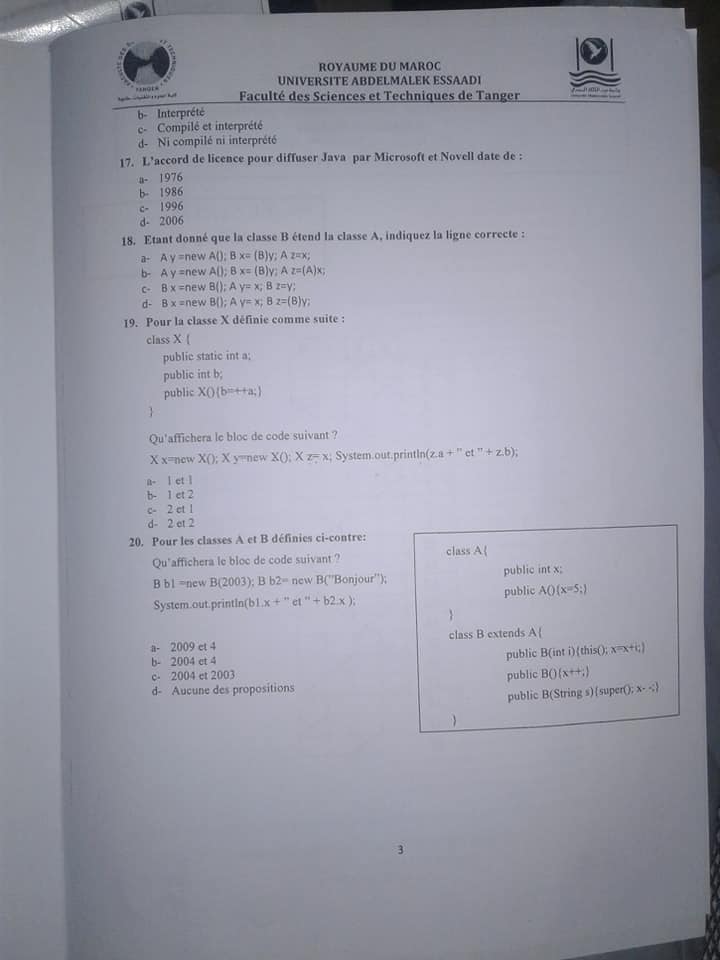 ROYAUME DU MAROC
UNIVERSITE ABDELMALEK ESSAADI
Faculté des Sciences et Techniques de Tanger
TANGER
b- Interprété
c- Compilé et interprété
d- Ni compilé ni interprété
17. L'accord de licence pour diffuser Java par Microsoft et Novell date de :
a- 1976
b- 1986
c- 1996
d- 2006
18. Etant donné que la classe B étend la classe A, indiquez la ligne correcte :
a- A y =new A(); B x= (B)y; A z=x;
b- A y =new A(); B x= (B)y; A z=(A)x;
c- B x =new B(); A y= x; B z=y;
d- B x =new B(); A y= x; B z=(B)y;
19. Pour la classe X définie comme suite :
class X {
public static int a;
public int b;
public X(){b=++a;}
}
Qu'affichera le bloc de code suivant ?
X x=new X(); X y=new X(); X z= x; System.out.println(z.a + " et " + z.b);
a- 1 et 1
b- 1 et 2
c- 2 et 1
d- 2 et 2
20. Pour les classes A et B définies ci-contre:
Qu'affichera le bloc de code suivant ?
B b1 =new B(2003); B b2= new B("Bonjour");
System.out.println(b1.x + " et " + b2.x );
a- 2009 et 4
b- 2004 et 4
c- 2004 et 2003
d- Aucune des propositions
class A{
public int x;
public A(){x=5;}
}
class B extends A{
public B(int i){this(); x=x+i;}
public B(){x++;}
public B(String s){super(); x- -;}
}
3